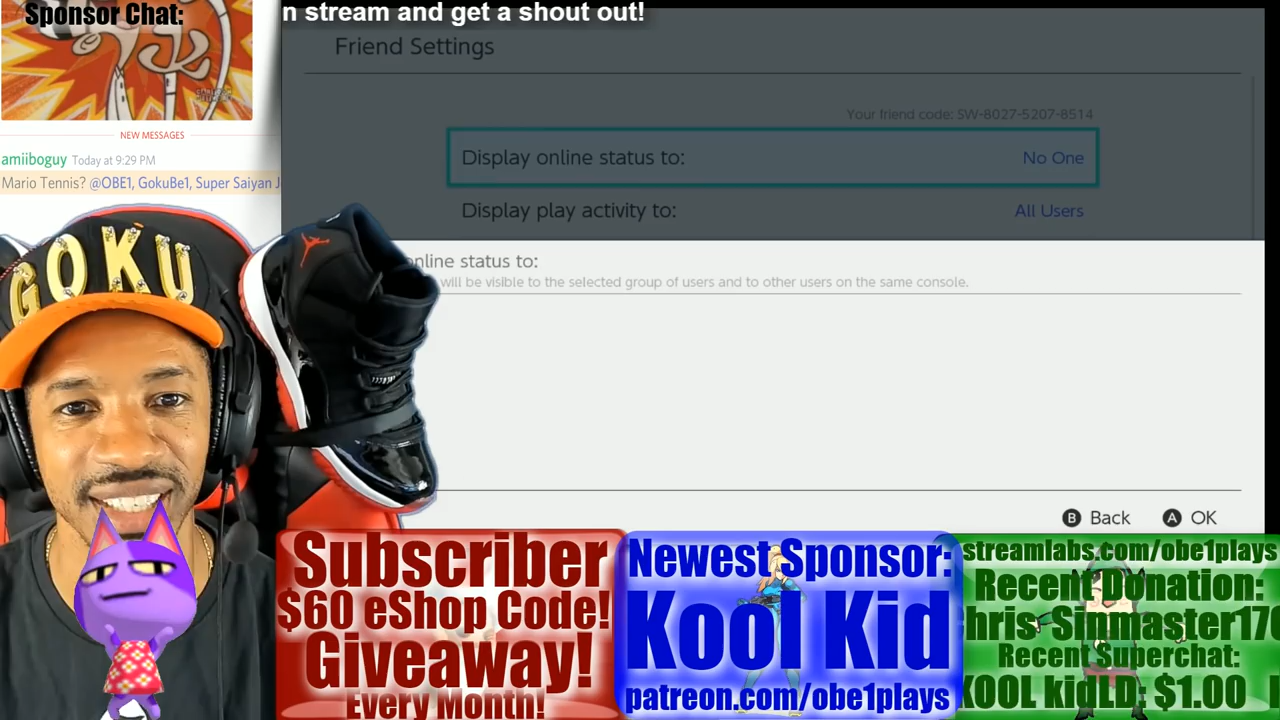 Sponsor Chat:
n stream and get a shout out!
NEW MESSAGES
amiiboguy Today at 9:29 PM
Mario Tennis? @OBE1, GokuBe1, Super Saiyan J
GOKU
Friend Settings
Your friend code: SW-8027-5207-8514
Display online status to: No One
Display play activity to: All Users
online status to:
will be visible to the selected group of users and to other users on the same console.
B Back A OK
Subscriber
$60 eShop Code!
Giveaway!
Every Month!
Newest Sponsor:
Kool Kid
patreon.com/obe1plays
streamlabs.com/obe1plays
Recent Donation:
hris Sinmaster170
Recent Superchat:
KOOL kidLD: $1.00